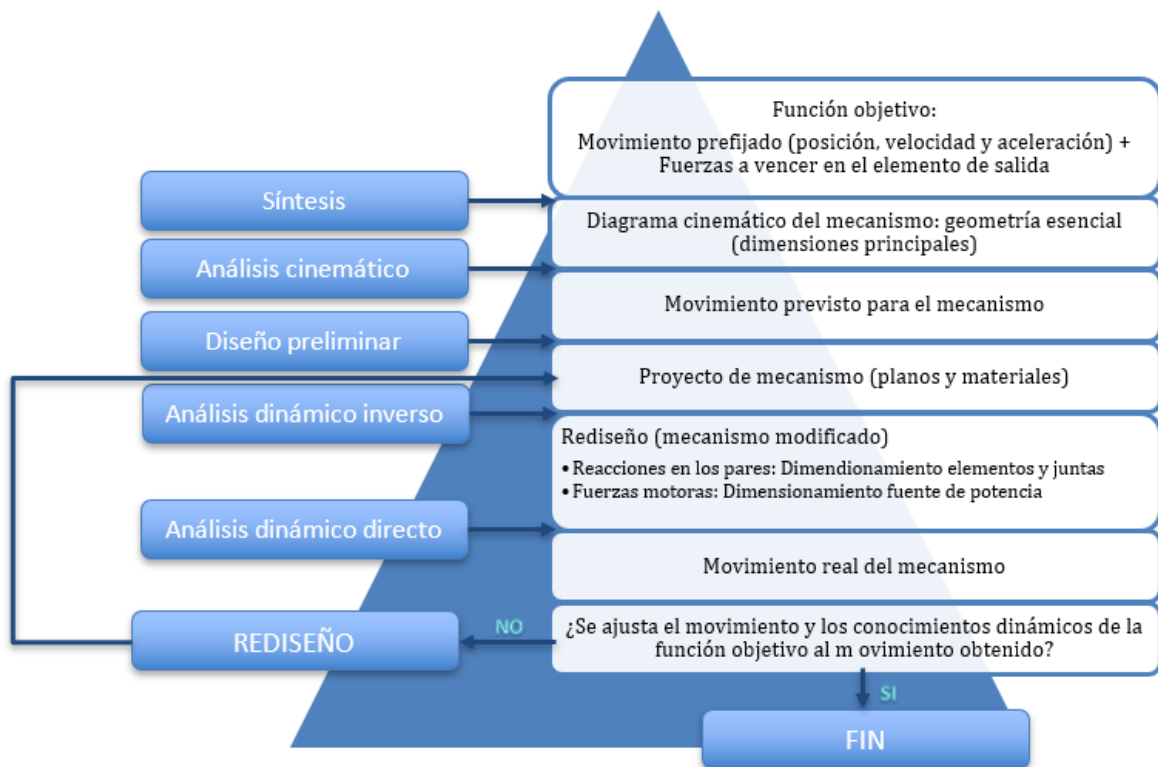 Función objetivo:
Movimiento prefijado (posición, velocidad y aceleración) +
Fuerzas a vencer en el elemento de salida
Síntesis
Diagrama cinemático del mecanismo: geometría esencial
(dimensiones principales)
Análisis cinemático
Movimiento previsto para el mecanismo
Diseño preliminar
Proyecto de mecanismo (planos y materiales)
Análisis dinámico inverso
Rediseño (mecanismo modificado)
•Reacciones en los pares: Dimendionamiento elementos y juntas
•Fuerzas motoras: Dimensionamiento fuente de potencia
Análisis dinámico directo
Movimiento real del mecanismo
REDISEÑO
NO
¿Se ajusta el movimiento y los conocimientos dinámicos de la
función objetivo al m ovimiento obtenido?
SI
FIN